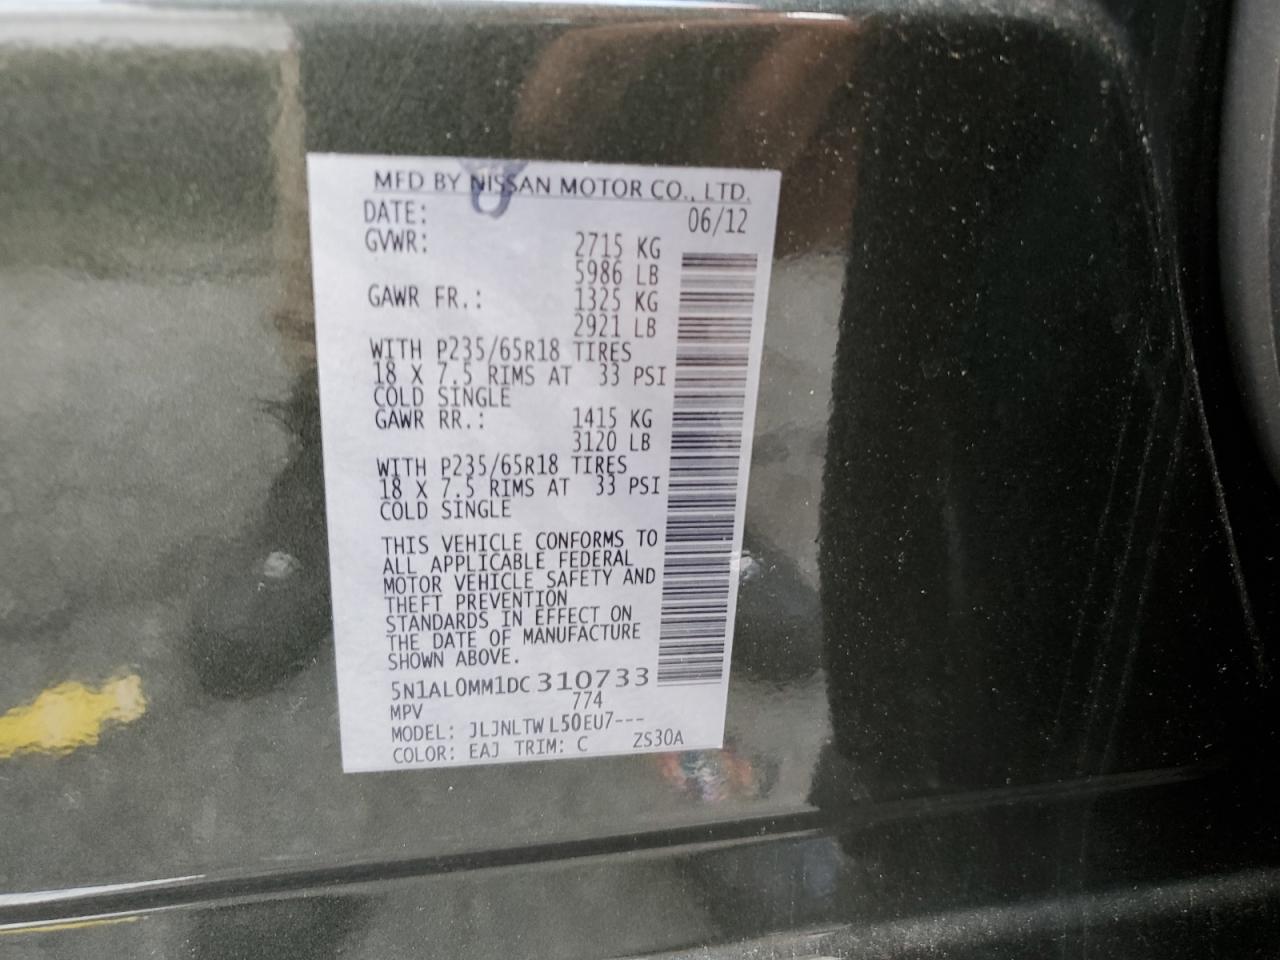 MFD BY NISSAN MOTOR CO., LTD.
DATE: 06/12
GVWR: 2715 KG
5986 LB
GAWR FR.: 1325 KG
2921 LB
WITH P235/65R18 TIRES
18 X 7.5 RIMS AT 33 PSI
COLD SINGLE
GAWR RR.: 1415 KG
3120 LB
WITH P235/65R18 TIRES
18 X 7.5 RIMS AT 33 PSI
COLD SINGLE
THIS VEHICLE CONFORMS TO
ALL APPLICABLE FEDERAL
MOTOR VEHICLE SAFETY AND
THEFT PREVENTION
STANDARDS IN EFFECT ON
THE DATE OF MANUFACTURE
SHOWN ABOVE.
5N1AL0MM1DC310733
MPV 774
MODEL: JLJNLTWL50EU7---
COLOR: EAJ TRIM: C ZS30A